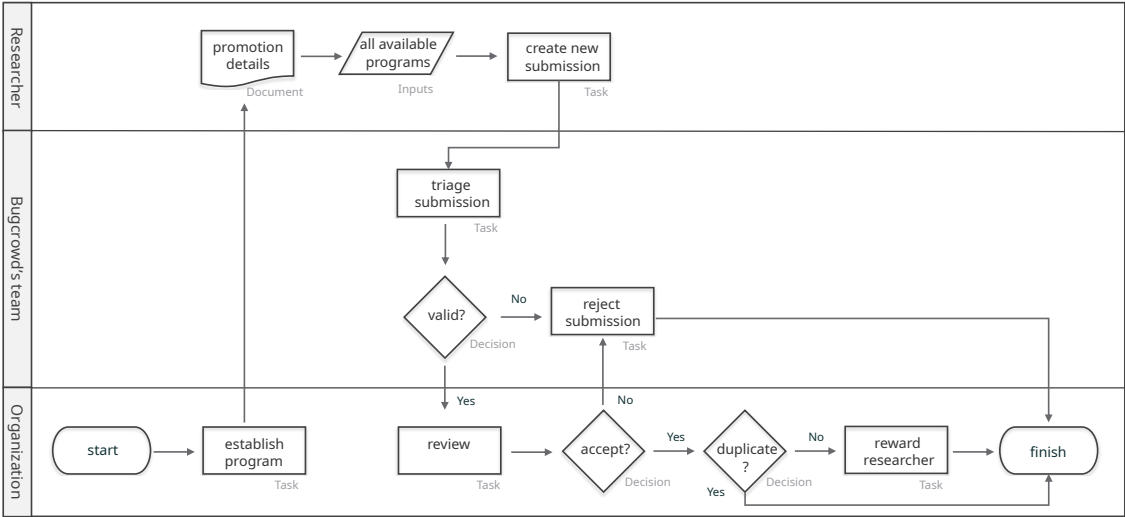 Researcher
promotion
details
Document
all available
programs
Inputs
create new
submission
Task
Bugcrowd's team
triage
submission
Task
valid?
Decision
No
reject
submission
Task
Yes
Organization
start
establish
program
Task
review
Task
accept?
Decision
No
Yes
duplicate
?
Decision
Yes
No
reward
researcher
Task
finish